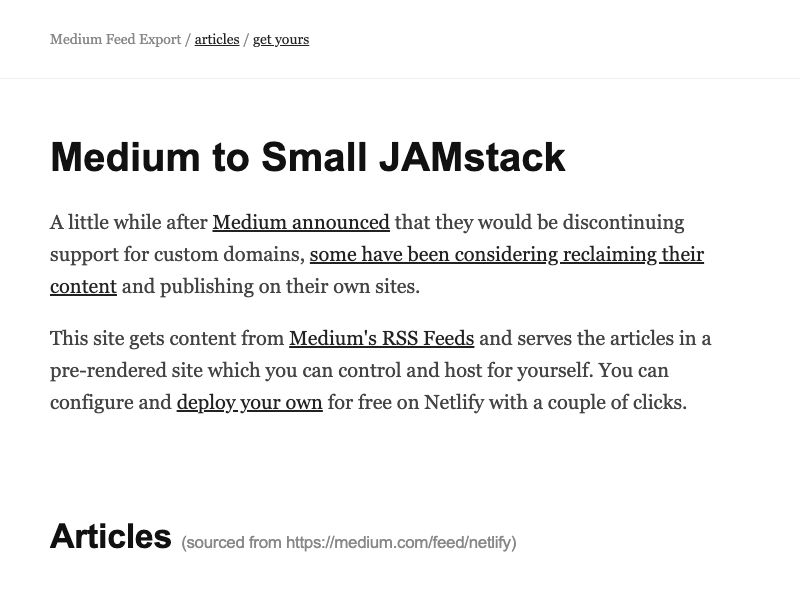 Medium Feed Export / articles / get yours
Medium to Small JAMstack
A little while after Medium announced that they would be discontinuing
support for custom domains, some have been considering reclaiming their
content and publishing on their own sites.
This site gets content from Medium's RSS Feeds and serves the articles in a
pre-rendered site which you can control and host for yourself. You can
configure and deploy your own for free on Netlify with a couple of clicks.
Articles (sourced from https://medium.com/feed/netlify)